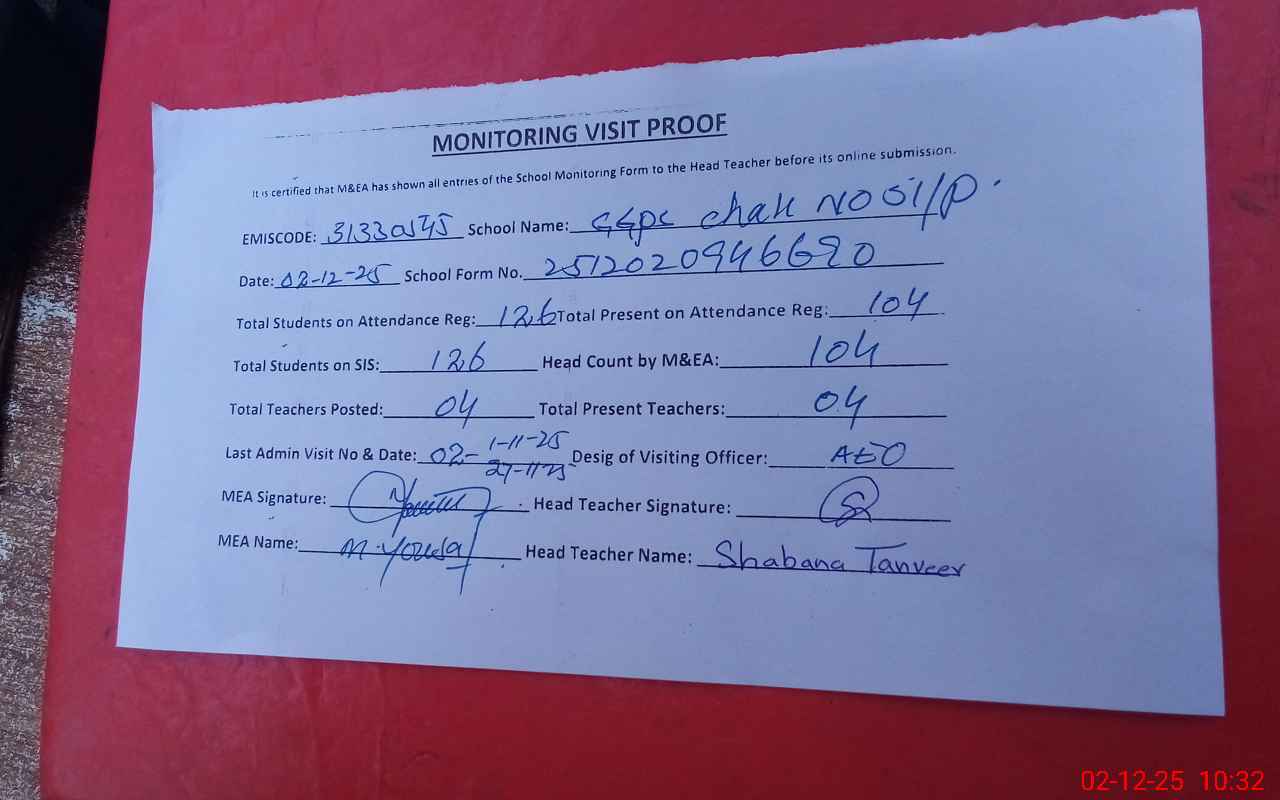 MONITORING VISIT PROOF
It is certified that M&EA has shown all entries of the School Monitoring Form to the Head Teacher before its online submission.
EMISCODE: 31330545 School Name: GGPS Chak NO 51/P.
Date: 02-12-25 School Form No. 2512020946620
Total Students on Attendance Reg: 126 Total Present on Attendance Reg: 104
Total Students on SIS: 126 Head Count by M&EA: 104
Total Teachers Posted: 04 Total Present Teachers: 04
Last Admin Visit No & Date: 02- 1-11-25 27-11-25 Desig of Visiting Officer: AEO
MEA Signature: Head Teacher Signature:
MEA Name: M. Yousaf Head Teacher Name: Shabana Tanveer
02-12-25 10:32